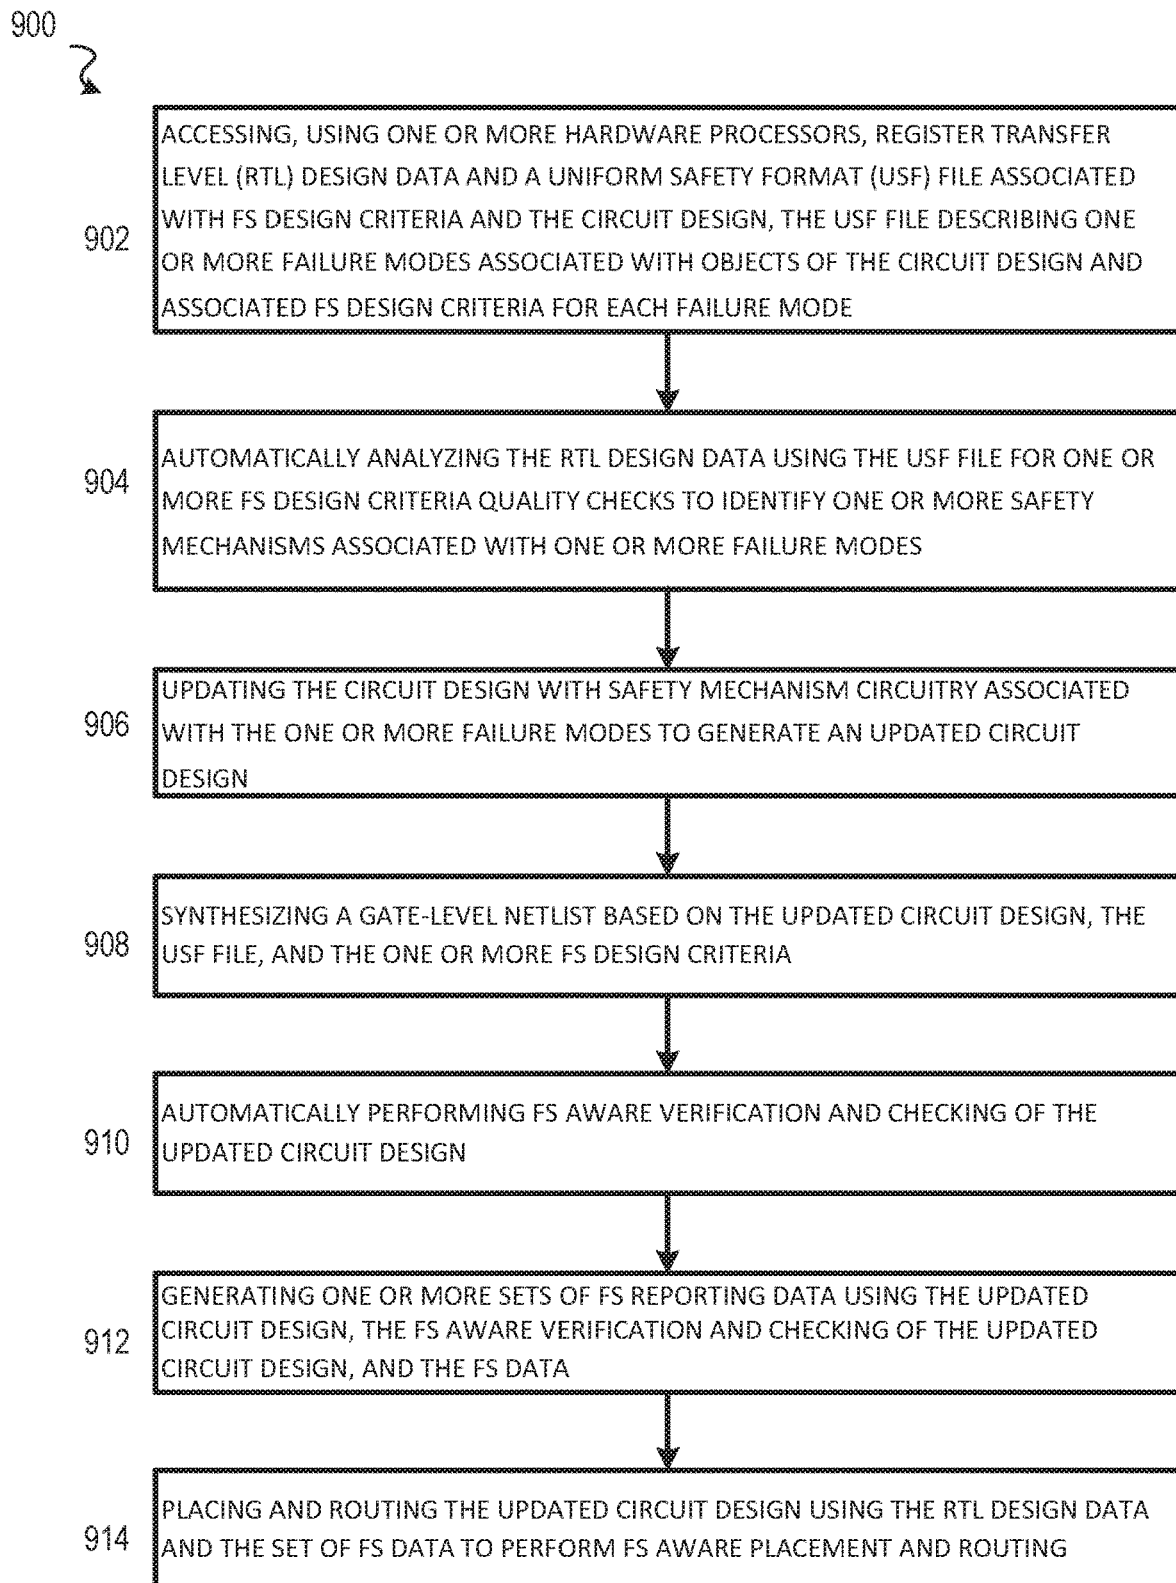 900
902
ACCESSING, USING ONE OR MORE HARDWARE PROCESSORS, REGISTER TRANSFER
LEVEL (RTL) DESIGN DATA AND A UNIFORM SAFETY FORMAT (USF) FILE ASSOCIATED
WITH FS DESIGN CRITERIA AND THE CIRCUIT DESIGN, THE USF FILE DESCRIBING ONE
OR MORE FAILURE MODES ASSOCIATED WITH OBJECTS OF THE CIRCUIT DESIGN AND
ASSOCIATED FS DESIGN CRITERIA FOR EACH FAILURE MODE
904
AUTOMATICALLY ANALYZING THE RTL DESIGN DATA USING THE USF FILE FOR ONE OR
MORE FS DESIGN CRITERIA QUALITY CHECKS TO IDENTIFY ONE OR MORE SAFETY
MECHANISMS ASSOCIATED WITH ONE OR MORE FAILURE MODES
906
UPDATING THE CIRCUIT DESIGN WITH SAFETY MECHANISM CIRCUITRY ASSOCIATED
WITH THE ONE OR MORE FAILURE MODES TO GENERATE AN UPDATED CIRCUIT
DESIGN
908
SYNTHESIZING A GATE-LEVEL NETLIST BASED ON THE UPDATED CIRCUIT DESIGN, THE
USF FILE, AND THE ONE OR MORE FS DESIGN CRITERIA
910
AUTOMATICALLY PERFORMING FS AWARE VERIFICATION AND CHECKING OF THE
UPDATED CIRCUIT DESIGN
912
GENERATING ONE OR MORE SETS OF FS REPORTING DATA USING THE UPDATED
CIRCUIT DESIGN, THE FS AWARE VERIFICATION AND CHECKING OF THE UPDATED
CIRCUIT DESIGN, AND THE FS DATA
914
PLACING AND ROUTING THE UPDATED CIRCUIT DESIGN USING THE RTL DESIGN DATA
AND THE SET OF FS DATA TO PERFORM FS AWARE PLACEMENT AND ROUTING